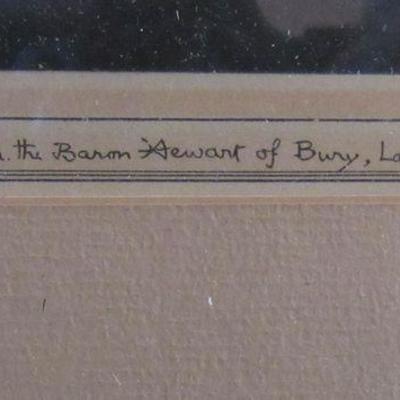 the Baron Hewart of Bury, La